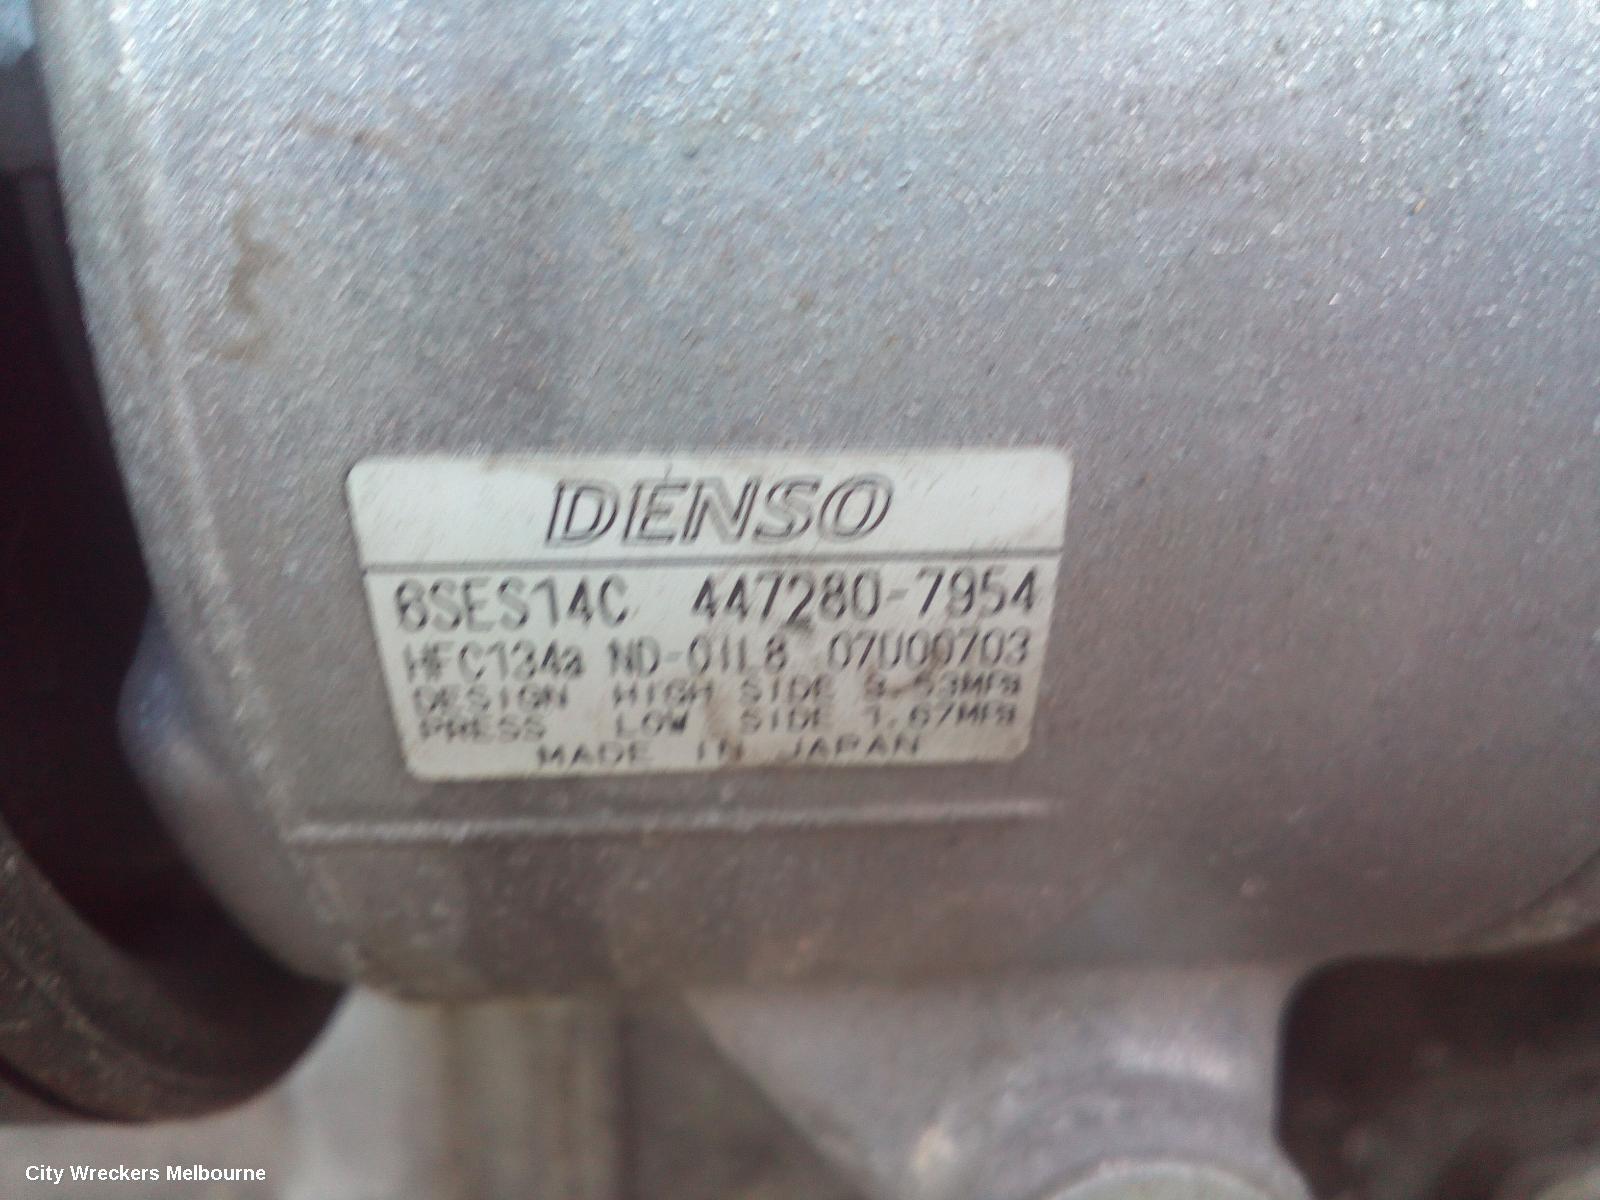 DENSO
6SES14C 447280-7954
HFC134a ND-OIL8 07U00703
DESIGN HIGH SIDE 3.53MPa
PRESS LOW SIDE 1.67MPa
MADE IN JAPAN
City Wreckers Melbourne